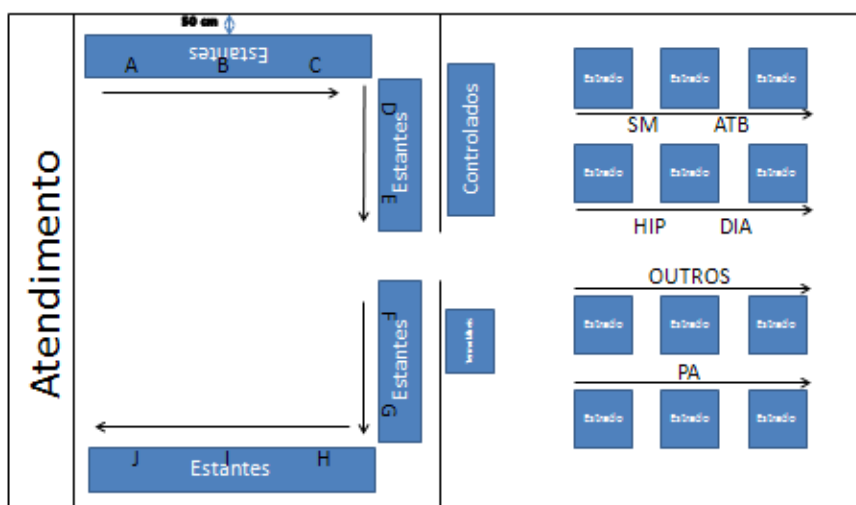 50 cm
Estantes
A B C
Atendimento
D
Estantes
E
Controlados
Estrado Estrado Estrado
SM ATB
Estrado Estrado Estrado
HIP DIA
F
Estantes
G
OUTROS
Estrado Estrado Estrado
PA
Estrado Estrado Estrado
J I H
Estantes